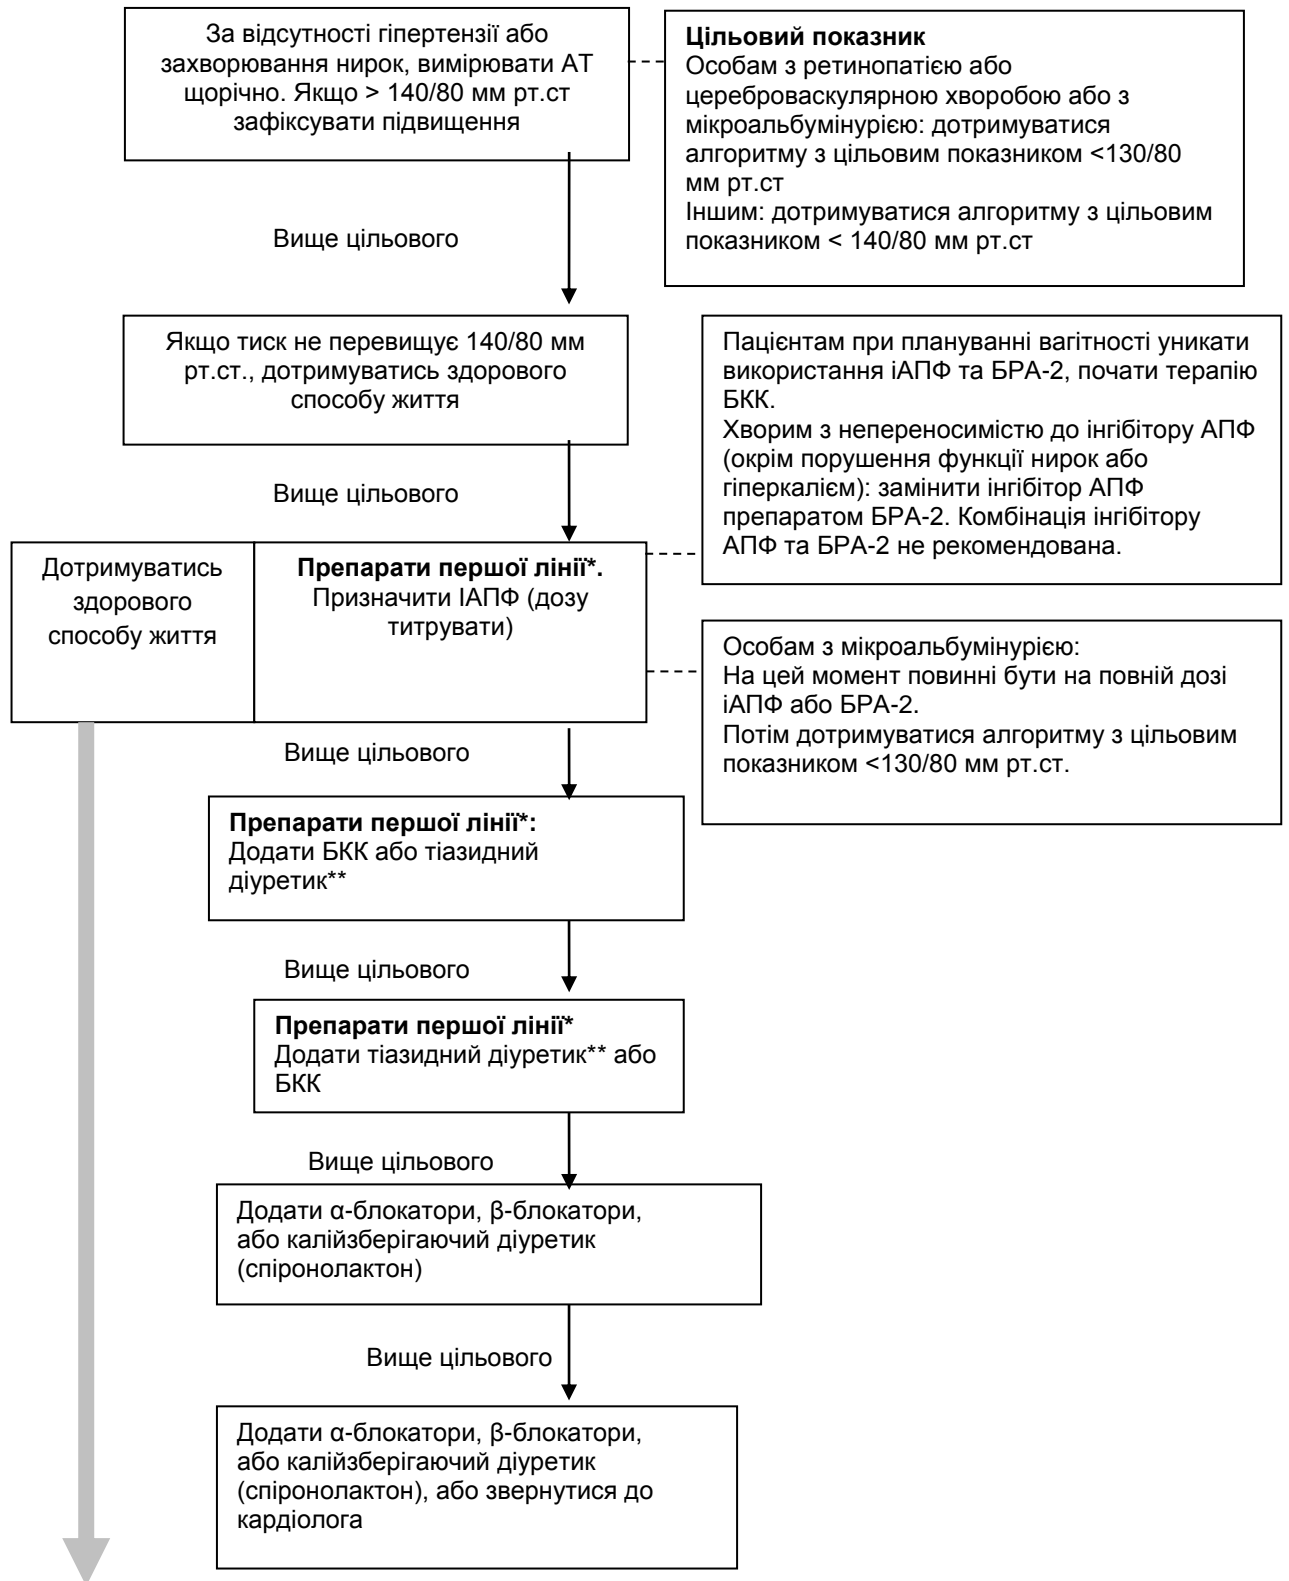 За відсутності гіпертензії або
захворювання нирок, вимірювати АТ
щорічно. Якщо > 140/80 мм рт.ст
зафіксувати підвищення
Цільовий показник
Особам з ретинопатією або
цереброваскулярною хворобою або з
мікроальбумінурією: дотримуватися
алгоритму з цільовим показником <130/80
мм рт.ст
Іншим: дотримуватися алгоритму з цільовим
показником < 140/80 мм рт.ст
Вище цільового
Якщо тиск не перевищує 140/80 мм
рт.ст., дотримуватись здорового
способу життя
Пацієнтам при плануванні вагітності уникати
використання іАПФ та БРА-2, почати терапію
БКК.
Хворим з непереносимістю до інгібітору АПФ
(окрім порушення функції нирок або
гіперкалієм): замінити інгібітор АПФ
препаратом БРА-2. Комбінація інгібітору
АПФ та БРА-2 не рекомендована.
Вище цільового
Дотримуватись
здорового
способу життя
Препарати першої лінії*.
Призначити ІАПФ (дозу
титрувати)
Особам з мікроальбумінурією:
На цей момент повинні бути на повній дозі
іАПФ або БРА-2.
Потім дотримуватися алгоритму з цільовим
показником <130/80 мм рт.ст.
Вище цільового
Препарати першої лінії*:
Додати БКК або тіазидний
діуретик**
Вище цільового
Препарати першої лінії*
Додати тіазидний діуретик** або
БКК
Вище цільового
Додати α-блокатори, β-блокатори,
або калійзберігаючий діуретик
(спіронолактон)
Вище цільового
Додати α-блокатори, β-блокатори,
або калійзберігаючий діуретик
(спіронолактон), або звернутися до
кардіолога